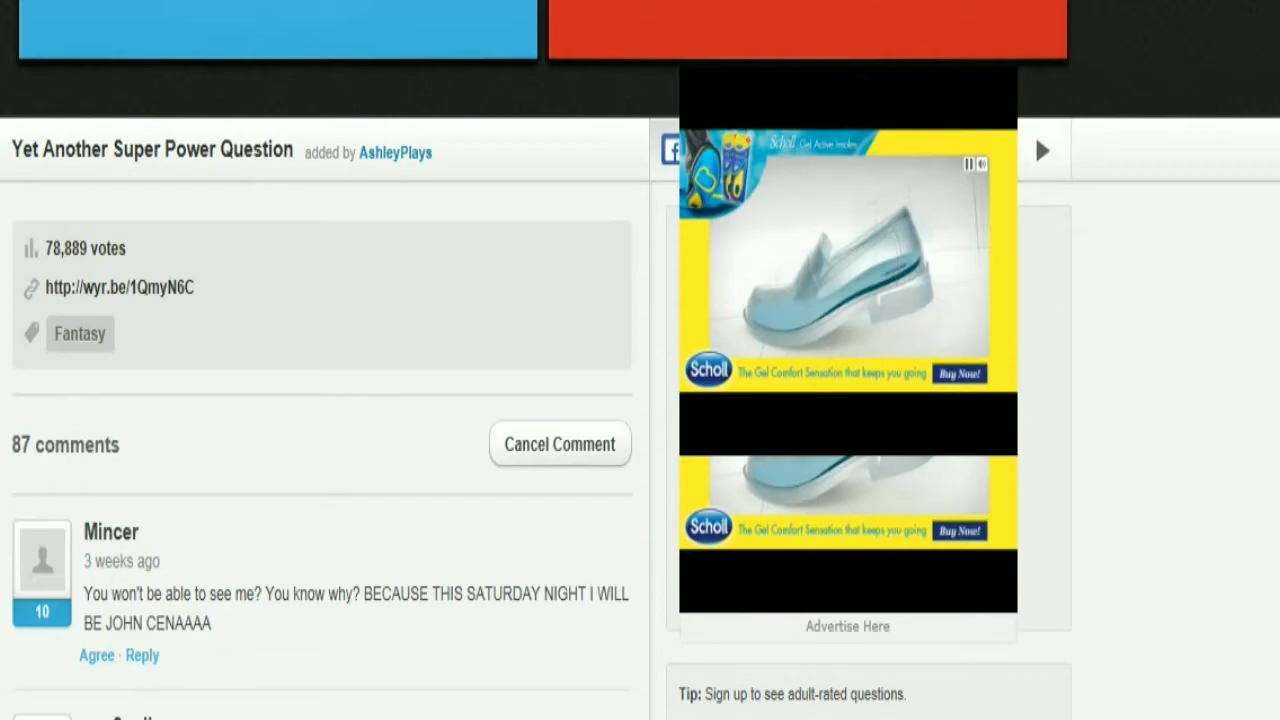 Yet Another Super Power Question added by AshleyPlays
78,889 votes
http://wyr.be/1QmyN6C
Fantasy
87 comments
Cancel Comment
Mincer
3 weeks ago
You won't be able to see me? You know why? BECAUSE THIS SATURDAY NIGHT I WILL
BE JOHN CENAAAA
10
Agree · Reply
f
Scholl Gel Active Insoles
Scholl The Gel Comfort Sensation that keeps you going Buy Now!
Scholl The Gel Comfort Sensation that keeps you going Buy Now!
Advertise Here
Tip: Sign up to see adult-rated questions.